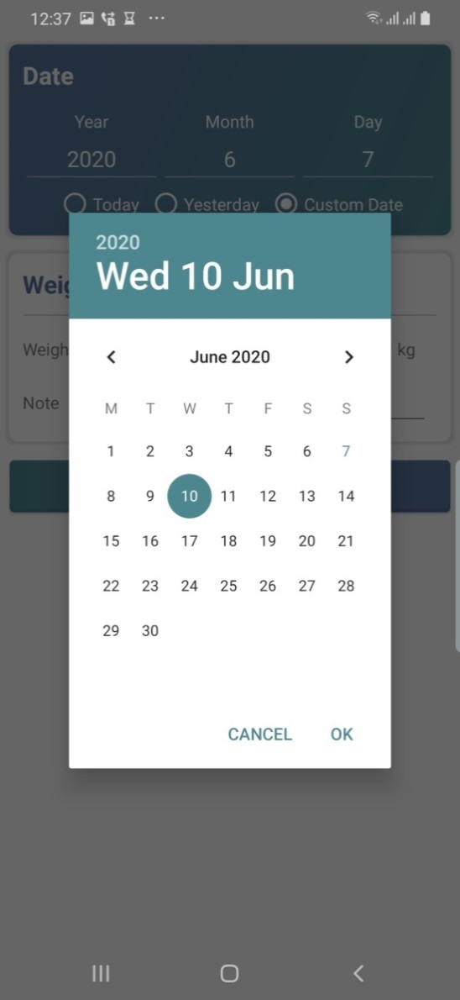 12:37
Date
Year Month Day
2020 6 7
Today Yesterday Custom Date
2020
Wed 10 Jun
Weig
Weigh kg
Note
June 2020
M T W T F S S
1 2 3 4 5 6 7
8 9 10 11 12 13 14
15 16 17 18 19 20 21
22 23 24 25 26 27 28
29 30
CANCEL OK